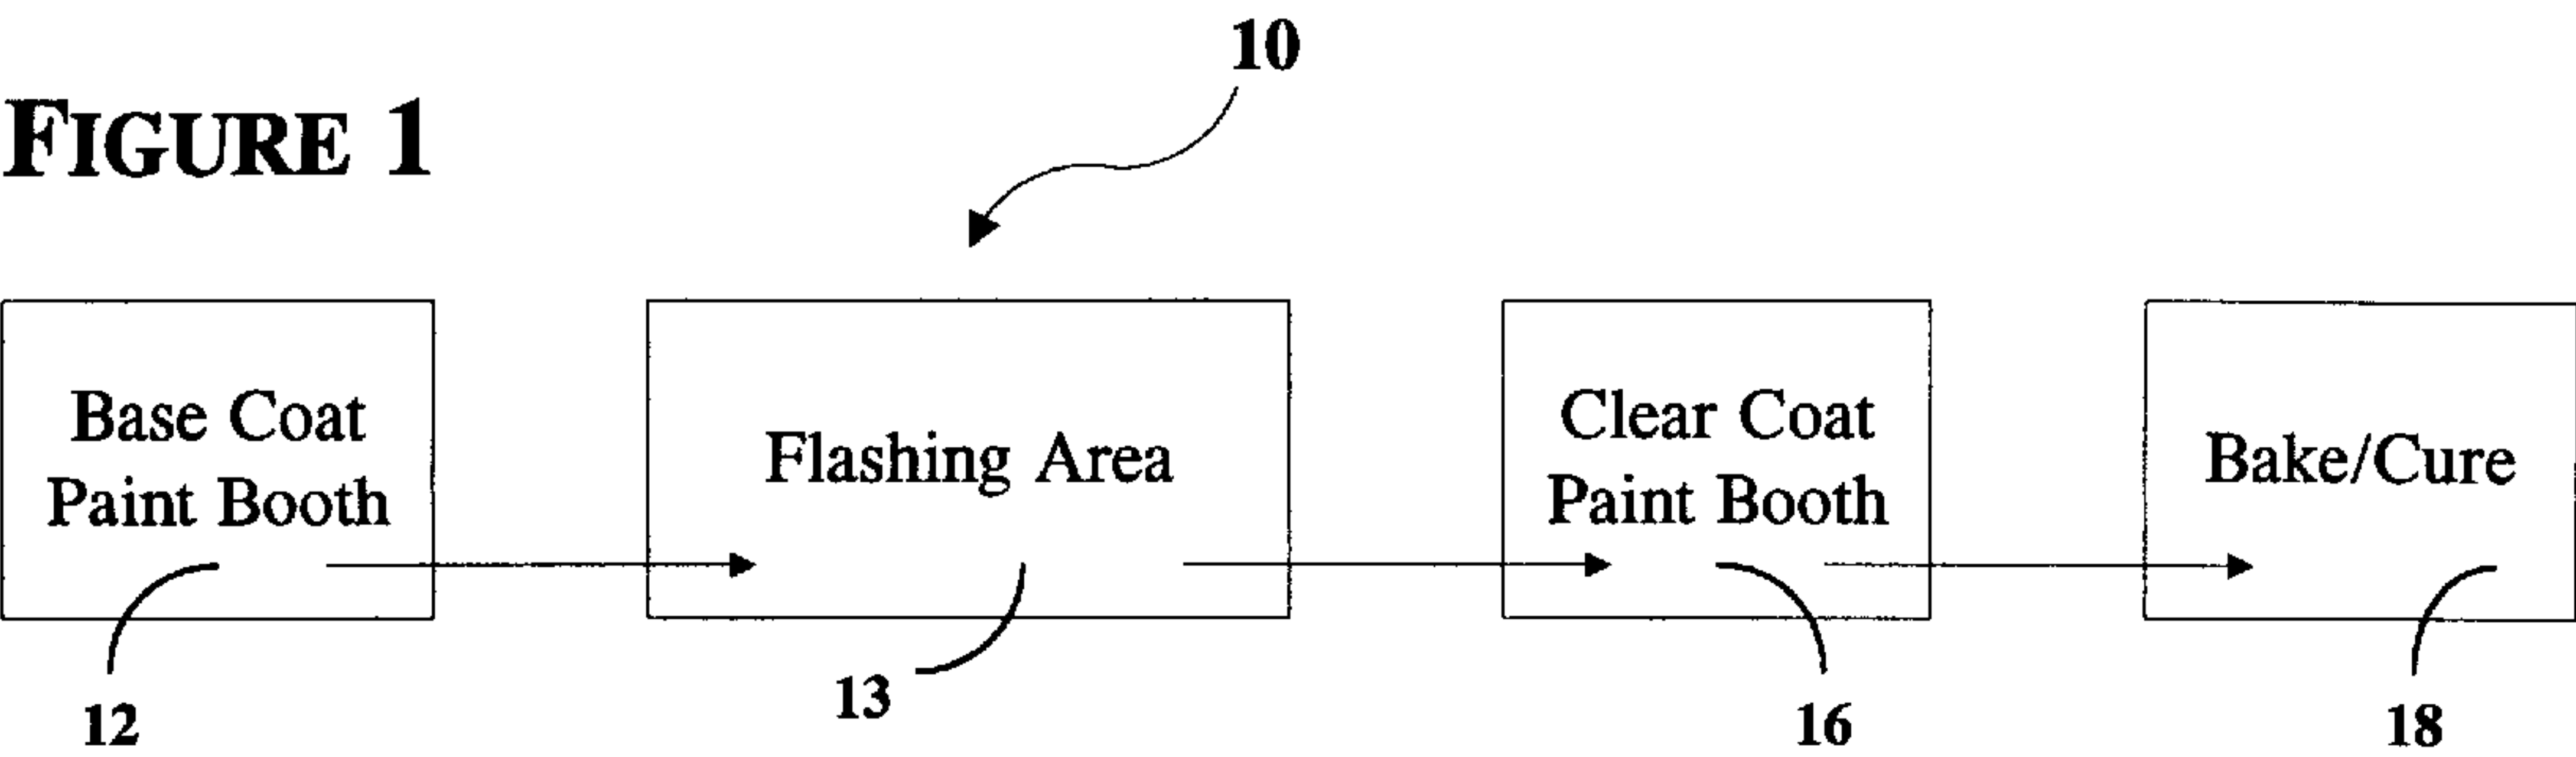 10
FIGURE 1
Base Coat
Paint Booth
Flashing Area
Clear Coat
Paint Booth
Bake/Cure
12
13
16
18